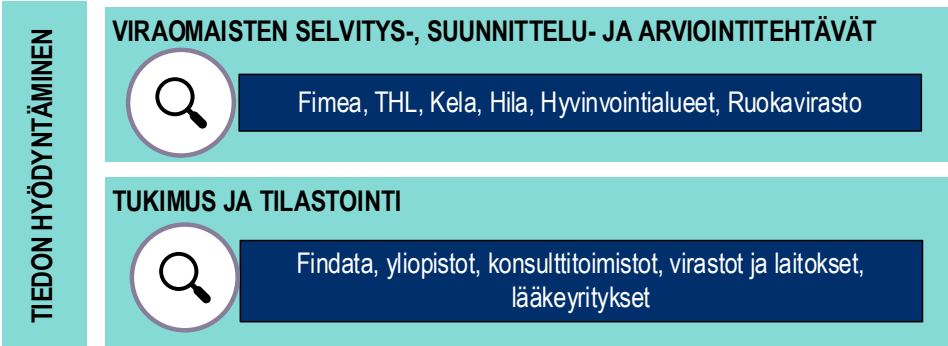 TIEDON HYÖDYNTÄMINEN
VIRAOMAISTEN SELVITYS-, SUUNNITTELU- JA ARVIOINTITEHTÄVÄT
Fimea, THL, Kela, Hila, Hyvinvointialueet, Ruokavirasto
TUKIMUS JA TILASTOINTI
Findata, yliopistot, konsulttitoimistot, virastot ja laitokset,
lääkeyritykset